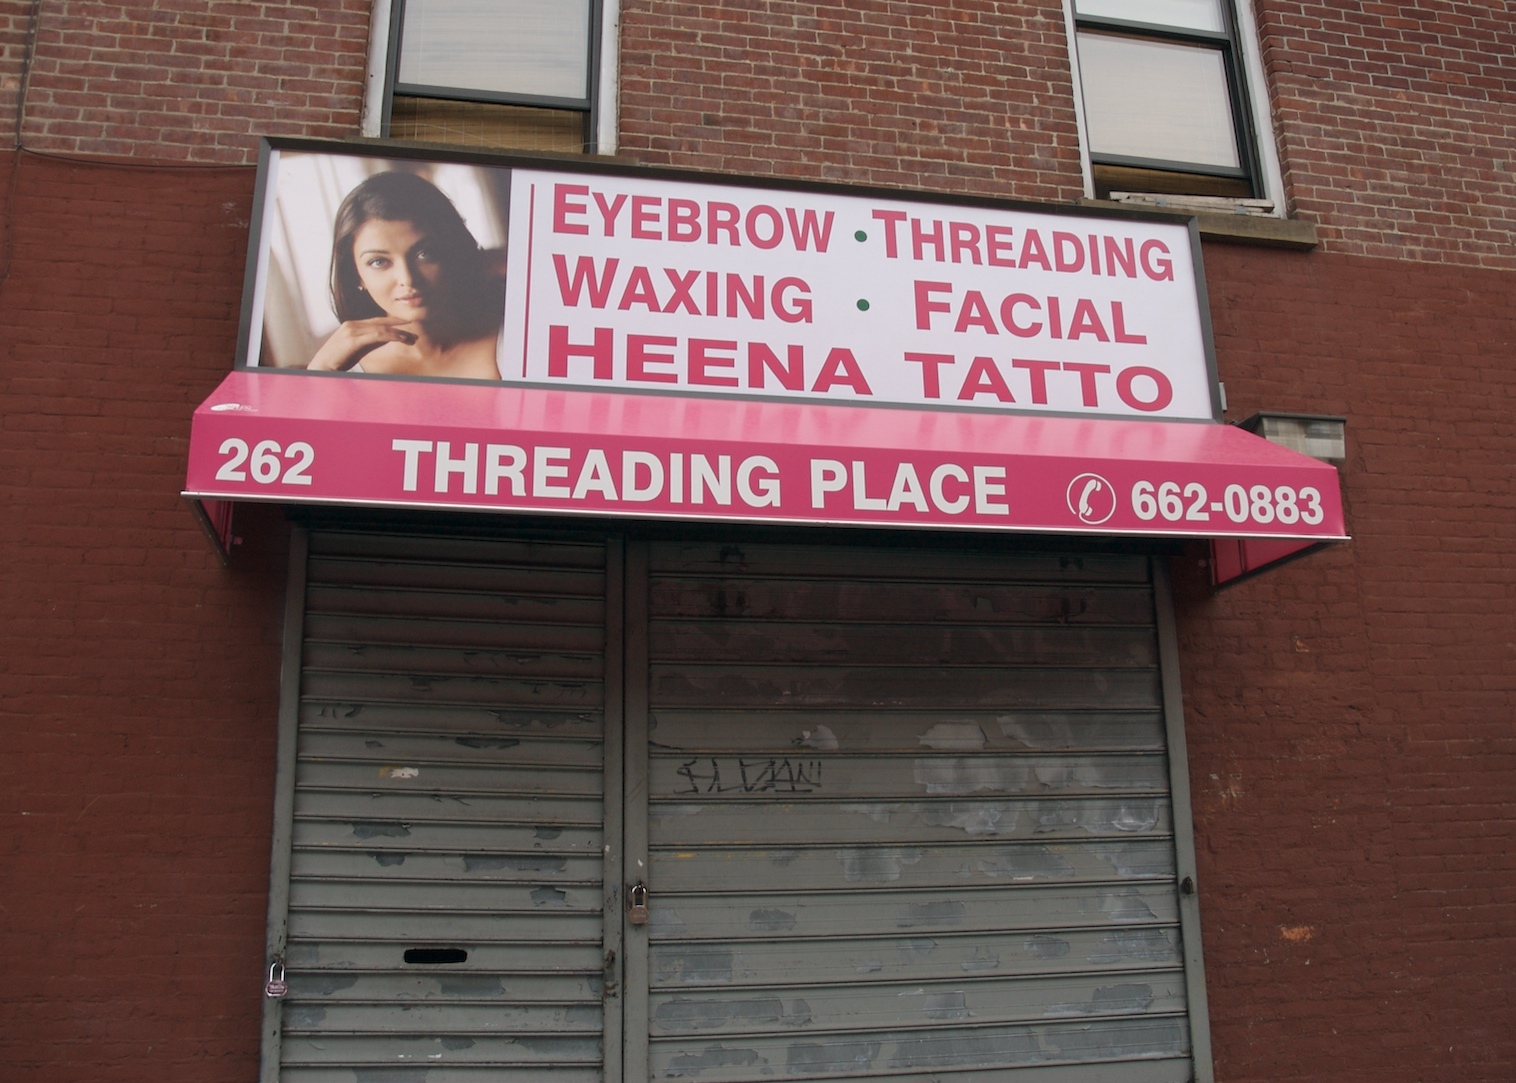 EYEBROW • THREADING
WAXING • FACIAL
HEENA TATTO
262 THREADING PLACE 662-0883